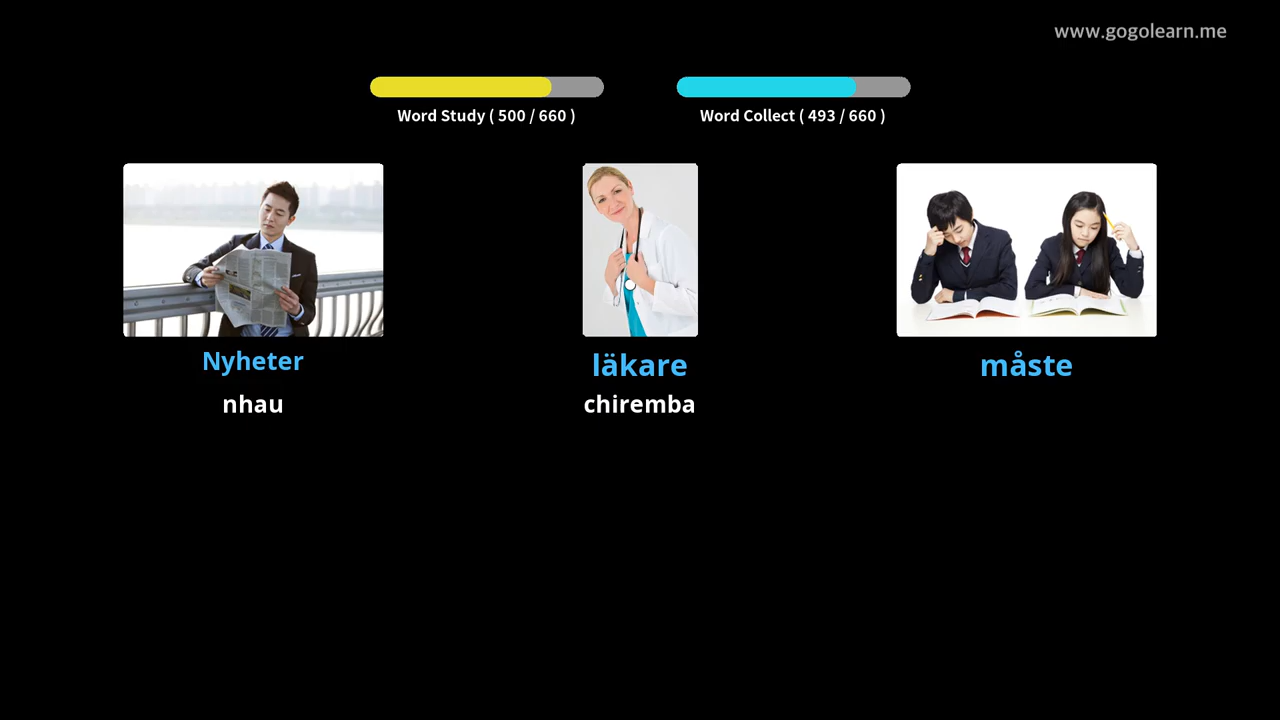 www.gogolearn.me
Word Study ( 500 / 660 )
Word Collect ( 493 / 660 )
Nyheter
läkare
måste
nhau
chiremba